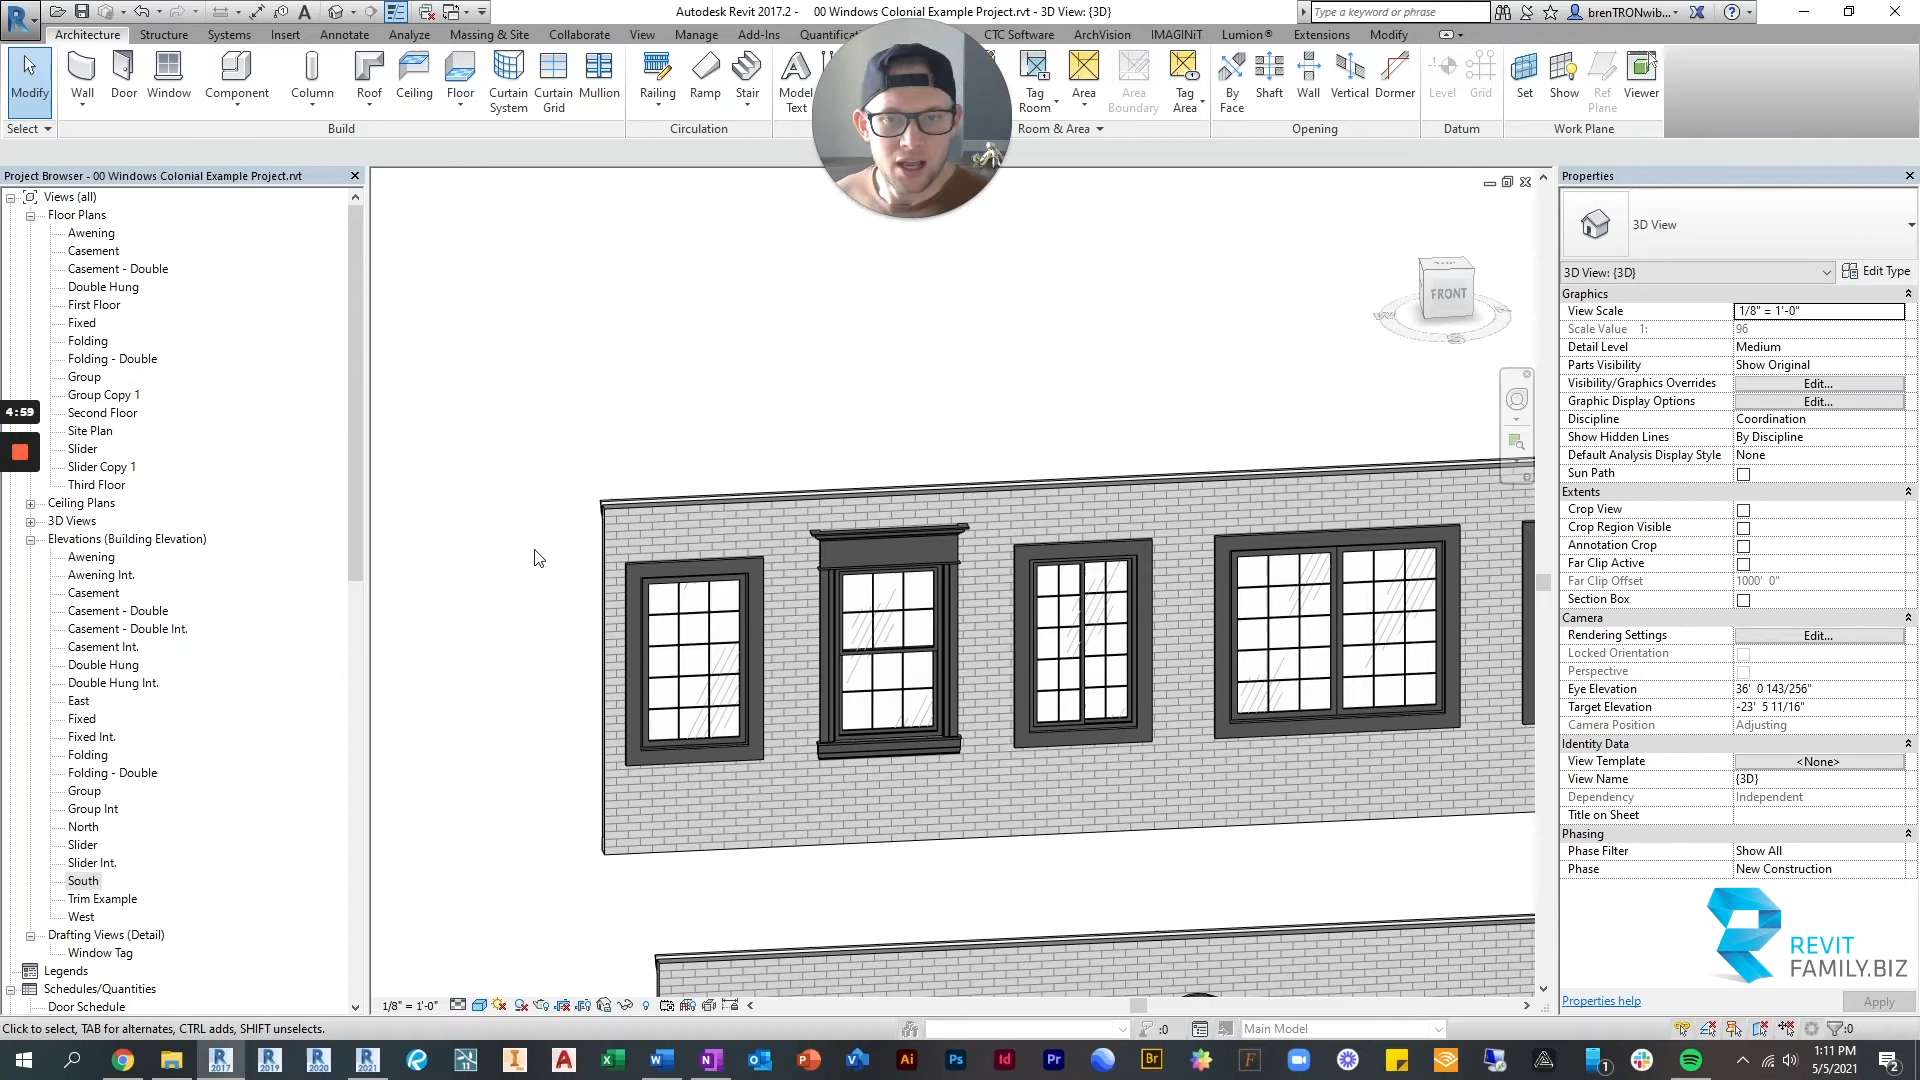 Autodesk Revit 2017.2 - 00 Windows Colonial Example Project.rvt - 3D View: {3D}
Type a keyword or phrase
brenTRONwib...
Architecture Structure Systems Insert Annotate Analyze Massing & Site Collaborate View Manage Add-Ins CTC Software ArchVision IMAGINiT Lumion® Extensions Modify
Modify Wall Door Window Component Column Roof Ceiling Floor Curtain System Curtain Grid Mullion Railing Ramp Stair Model Text Tag Room Area Area Boundary Tag Area By Face Shaft Wall Vertical Dormer Level Grid Set Show Ref Plane Viewer
Select Build Circulation Room & Area Opening Datum Work Plane
Project Browser - 00 Windows Colonial Example Project.rvt
Views (all)
Floor Plans
Awening
Casement
Casement - Double
Double Hung
First Floor
Fixed
Folding
Folding - Double
Group
Group Copy 1
Second Floor
Site Plan
Slider
Slider Copy 1
Third Floor
Ceiling Plans
3D Views
Elevations (Building Elevation)
Awening
Awening Int.
Casement
Casement - Double
Casement - Double Int.
Casement Int.
Double Hung
Double Hung Int.
East
Fixed
Fixed Int.
Folding
Folding - Double
Group
Group Int
North
Slider
Slider Int.
South
Trim Example
West
Drafting Views (Detail)
Window Tag
Legends
Schedules/Quantities
Door Schedule
4:59
FRONT
1/8" = 1'-0"
Properties
3D View
3D View: {3D} Edit Type
Graphics
View Scale 1/8" = 1'-0"
Scale Value 1: 96
Detail Level Medium
Parts Visibility Show Original
Visibility/Graphics Overrides Edit...
Graphic Display Options Edit...
Discipline Coordination
Show Hidden Lines By Discipline
Default Analysis Display Style None
Sun Path
Extents
Crop View
Crop Region Visible
Annotation Crop
Far Clip Active
Far Clip Offset 1000' 0"
Section Box
Camera
Rendering Settings Edit...
Locked Orientation
Perspective
Eye Elevation 36' 0 143/256"
Target Elevation -23' 5 11/16"
Camera Position Adjusting
Identity Data
View Template <None>
View Name {3D}
Dependency Independent
Title on Sheet
Phasing
Phase Filter Show All
Phase New Construction
REVIT
FAMILY.BIZ
Properties help Apply
Click to select, TAB for alternates, CTRL adds, SHIFT unselects.
:0 Main Model :0
1:11 PM
5/5/2021